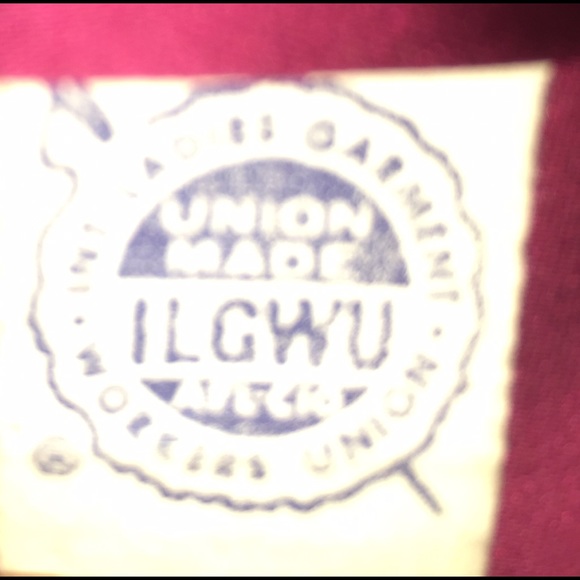 INT LADIES GARMENT
UNION
MADE
ILGWU
WORKERS UNION
®